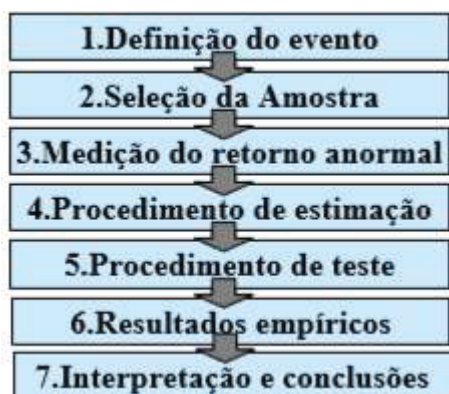 1.Definição do evento
2.Seleção da Amostra
3.Medição do retorno anormal
4.Procedimento de estimação
5.Procedimento de teste
6.Resultados empíricos
7.Interpretação e conclusões